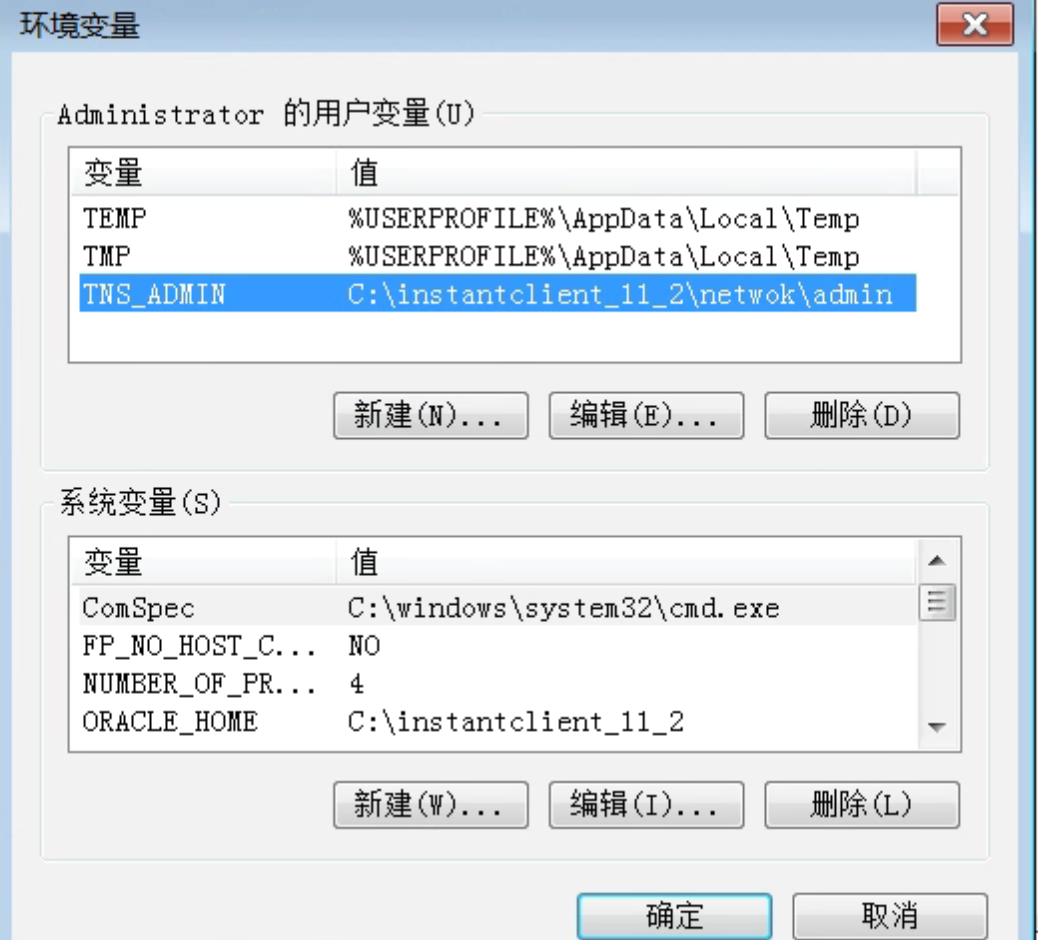 环境变量
Administrator 的用户变量(U)
变量 值
TEMP %USERPROFILE%\AppData\Local\Temp
TMP %USERPROFILE%\AppData\Local\Temp
TNS_ADMIN C:\instantclient_11_2\netwok\admin
新建(N)... 编辑(E)... 删除(D)
系统变量(S)
变量 值
ComSpec C:\windows\system32\cmd.exe
FP_NO_HOST_C... NO
NUMBER_OF_PR... 4
ORACLE_HOME C:\instantclient_11_2
新建(W)... 编辑(I)... 删除(L)
确定 取消